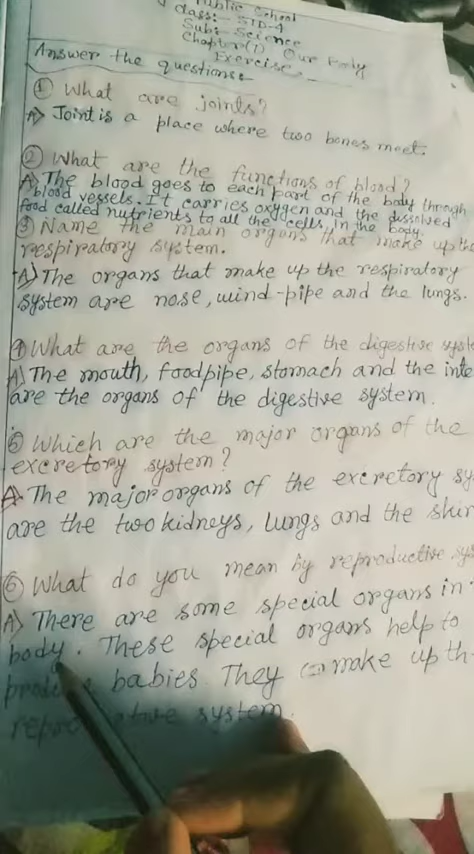 Public School
Class:- STD-4
Sub:- Science
Chapter(1) Our Body
Exercise
Answer the questions:-
① What are joints?
A) Joint is a place where two bones meet.
② What are the functions of blood?
A) The blood goes to each part of the body through
blood vessels. It carries oxygen and the dissolved
food called nutrients to all the cells in the body.
③ Name the main organs that make up the
respiratory system.
A) The organs that make up the respiratory
system are nose, wind-pipe and the lungs.
④ What are the organs of the digestive syste
A) The mouth, foodpipe, stomach and the inte
are the organs of the digestive system.
⑤ Which are the major organs of the
excretory system?
A) The major organs of the excretory sy
are the two kidneys, lungs and the skin
⑥ What do you mean by reproductive sy
A) There are some special organs in
body. These special organs help to
babies. They make up th
system.